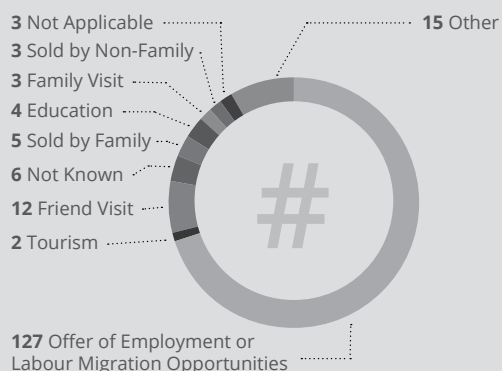 3 Not Applicable
15 Other
3 Sold by Non-Family
3 Family Visit
4 Education
5 Sold by Family
6 Not Known
12 Friend Visit
2 Tourism
#
127 Offer of Employment or
Labour Migration Opportunities